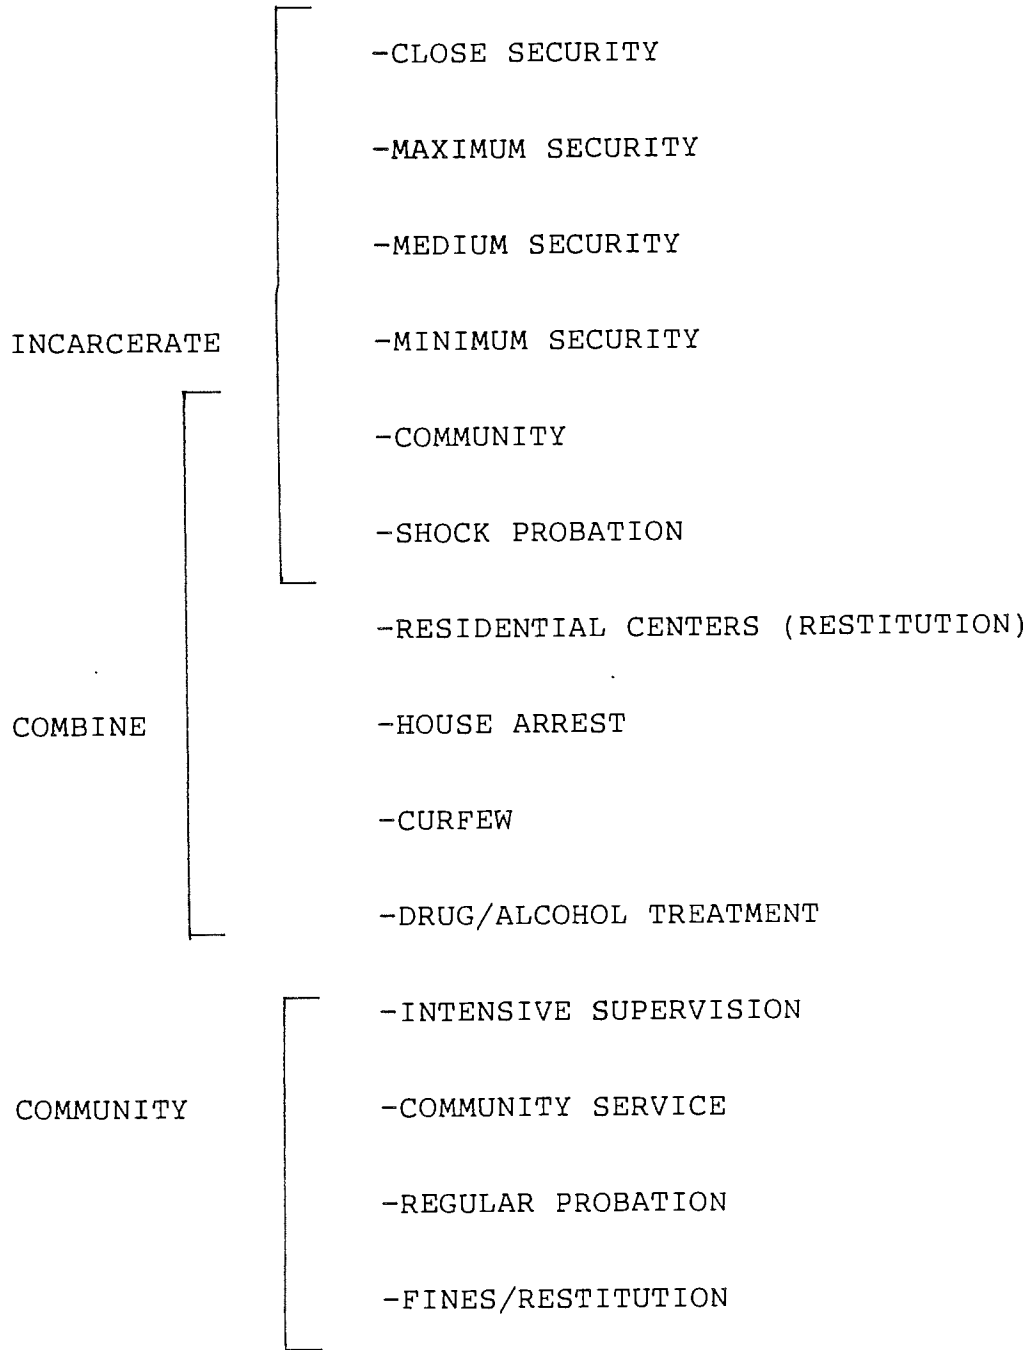 -CLOSE SECURITY
-MAXIMUM SECURITY
-MEDIUM SECURITY
INCARCERATE -MINIMUM SECURITY
-COMMUNITY
-SHOCK PROBATION
-RESIDENTIAL CENTERS (RESTITUTION)
COMBINE -HOUSE ARREST
-CURFEW
-DRUG/ALCOHOL TREATMENT
-INTENSIVE SUPERVISION
COMMUNITY -COMMUNITY SERVICE
-REGULAR PROBATION
-FINES/RESTITUTION